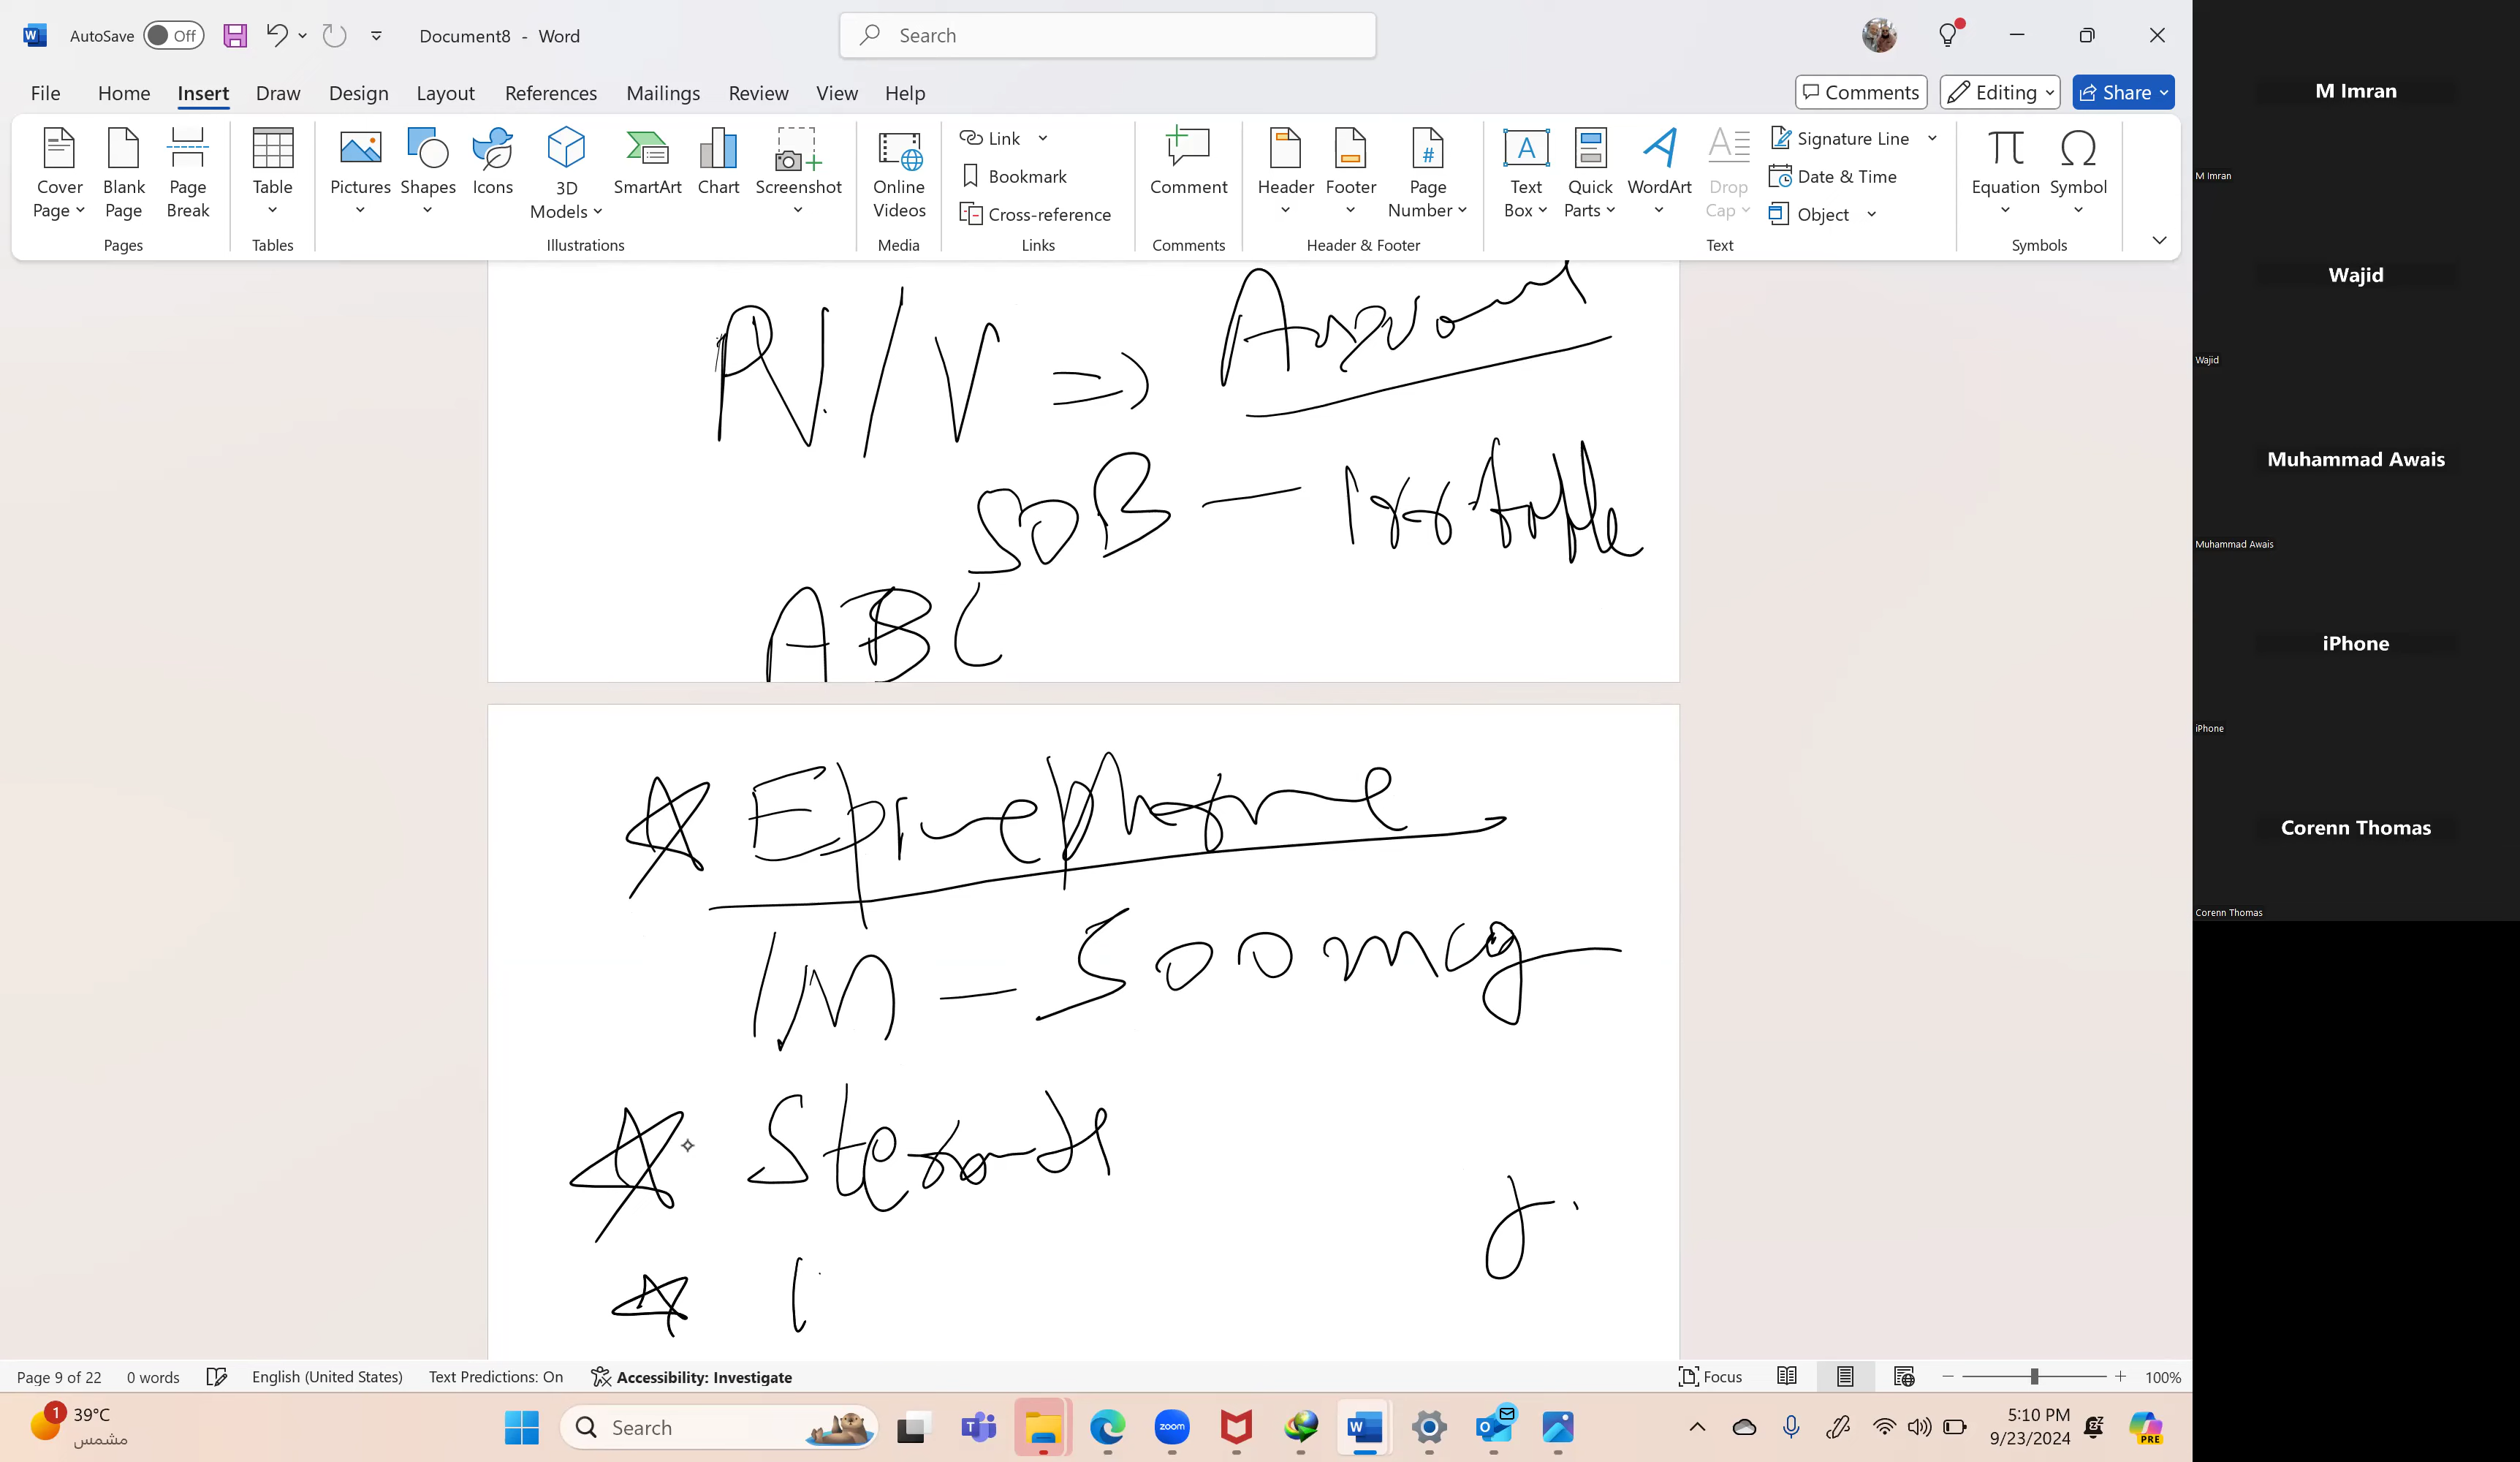 AutoSave Off Document8 - Word Search
File Home Insert Draw Design Layout References Mailings Review View Help Comments Editing Share
Cover Page Blank Page Page Break Table Pictures Shapes Icons 3D Models SmartArt Chart Screenshot Online Videos Link Bookmark Cross-reference Comment Header Footer Page Number Text Box Quick Parts WordArt Drop Cap Signature Line Date & Time Object Equation Symbol
Pages Tables Illustrations Media Links Comments Header & Footer Text Symbols
N/V =>
SOB -
ABC
Epinephrine
IM - 500mcg
Steroid
M Imran
M Imran
Wajid
Wajid
Muhammad Awais
Muhammad Awais
iPhone
iPhone
Corenn Thomas
Corenn Thomas
Page 9 of 22 0 words English (United States) Text Predictions: On Accessibility: Investigate Focus 100%
1 39°C
مشمس
Search zoom 5:10 PM
9/23/2024 PRE